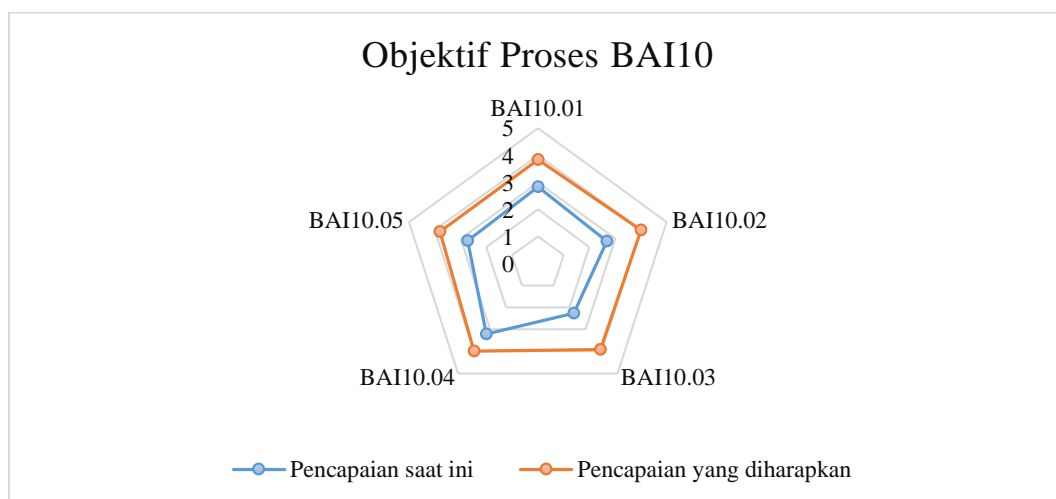 Objektif Proses BAI10
BAI10.01
5
4
3
2
1
0
BAI10.02
BAI10.03
BAI10.04
BAI10.05
Pencapaian saat ini
Pencapaian yang diharapkan